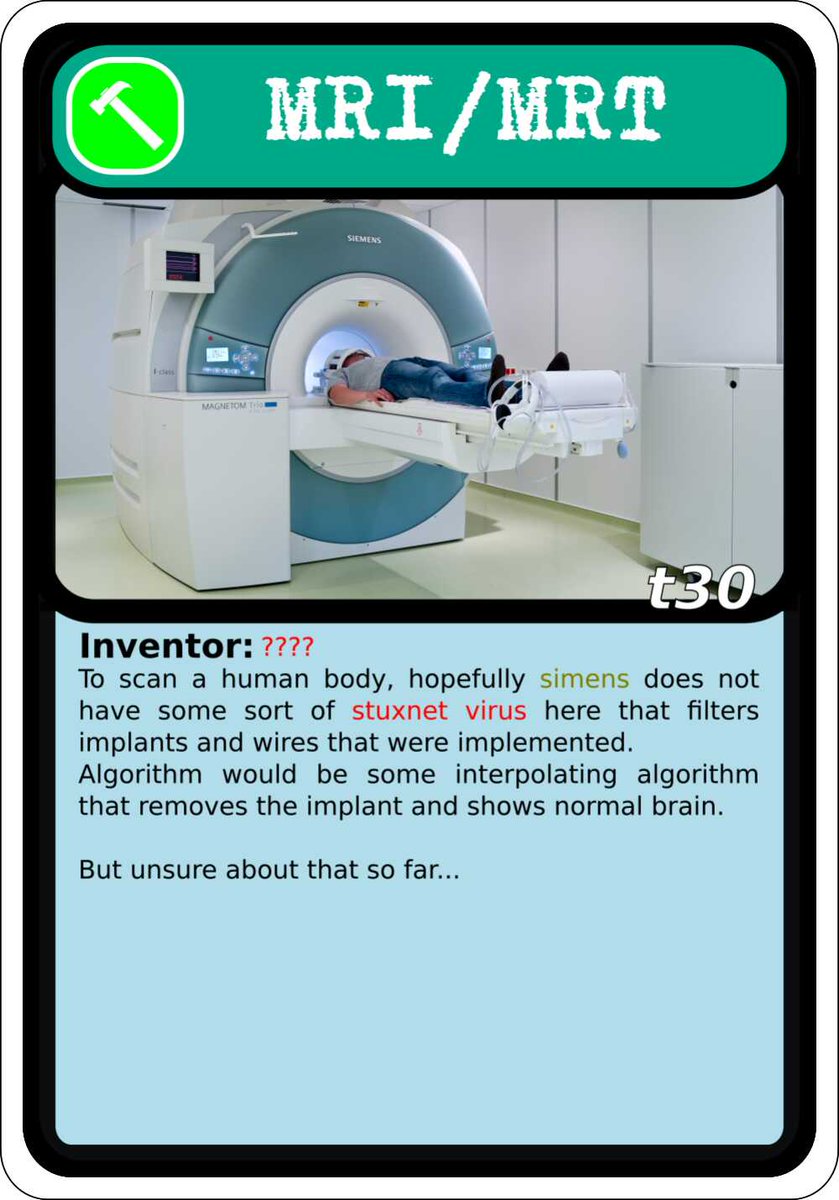 MRI/MRT
SIEMENS
MAGNETOM Trio
t30
Inventor: ????
To scan a human body, hopefully simens does not
have some sort of stuxnet virus here that filters
implants and wires that were implemented.
Algorithm would be some interpolating algorithm
that removes the implant and shows normal brain.
But unsure about that so far...